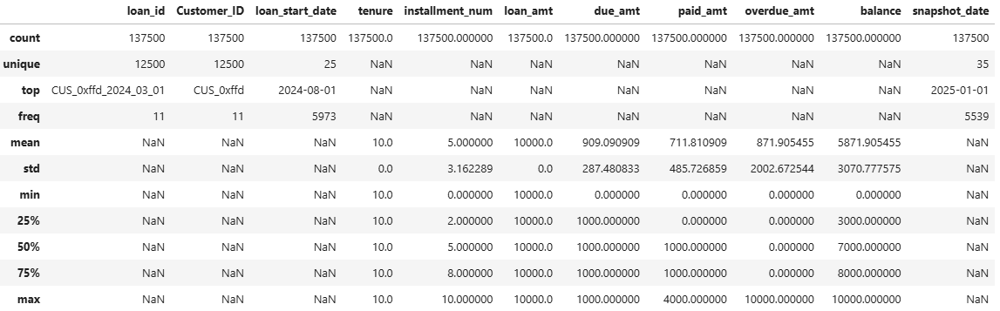 loan_id Customer_ID loan_start_date tenure installment_num loan_amt due_amt paid_amt overdue_amt balance snapshot_date
count 137500 137500 137500 137500.0 137500.000000 137500.0 137500.000000 137500.000000 137500.000000 137500.000000 137500
unique 12500 12500 25 NaN NaN NaN NaN NaN NaN NaN 35
top CUS_0xffd_2024_03_01 CUS_0xffd 2024-08-01 NaN NaN NaN NaN NaN NaN NaN 2025-01-01
freq 11 11 5973 NaN NaN NaN NaN NaN NaN NaN 5539
mean NaN NaN NaN 10.0 5.000000 10000.0 909.090909 711.810909 871.905455 5871.905455 NaN
std NaN NaN NaN 0.0 3.162289 0.0 287.480833 485.726859 2002.672544 3070.777575 NaN
min NaN NaN NaN 10.0 0.000000 10000.0 0.000000 0.000000 0.000000 0.000000 NaN
25% NaN NaN NaN 10.0 2.000000 10000.0 1000.000000 0.000000 0.000000 3000.000000 NaN
50% NaN NaN NaN 10.0 5.000000 10000.0 1000.000000 1000.000000 0.000000 7000.000000 NaN
75% NaN NaN NaN 10.0 8.000000 10000.0 1000.000000 1000.000000 0.000000 8000.000000 NaN
max NaN NaN NaN 10.0 10.000000 10000.0 1000.000000 4000.000000 10000.000000 10000.000000 NaN